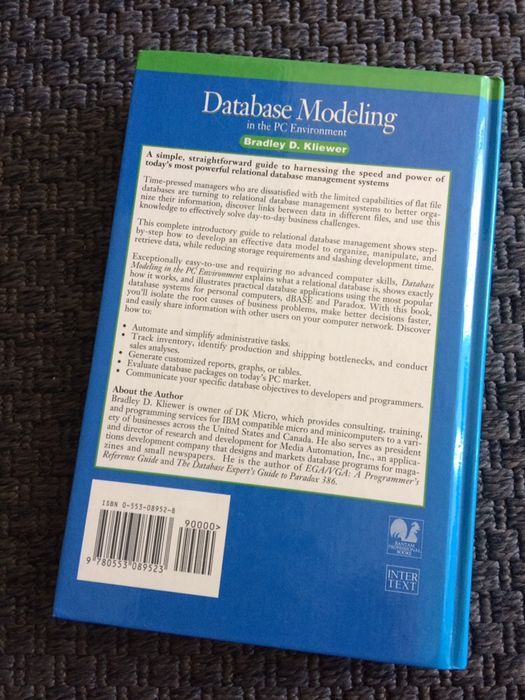 Database Modeling
in the PC Environment
Bradley D. Kliewer
A simple, straightforward guide to harnessing the speed and power of
today's most powerful relational database management systems
Time-pressed managers who are dissatisfied with the limited capabilities of flat file
databases are turning to relational database management systems to better orga-
nize their information, discover links between data in different files, and use this
knowledge to effectively solve day-to-day business challenges.
This complete introductory guide to relational database management shows step-
by-step how to develop an effective data model to organize, manipulate, and
retrieve data, while reducing storage requirements and slashing development time.
Exceptionally easy-to-use and requiring no advanced computer skills, Database
Modeling in the PC Environment explains what a relational database is, shows exactly
how it works, and illustrates practical database applications using the most popular
database systems for personal computers, dBASE and Paradox. With this book,
you'll isolate the root causes of business problems, make better decisions faster,
and easily share information with other users on your computer network. Discover
how to:
• Automate and simplify administrative tasks.
• Track inventory, identify production and shipping bottlenecks, and conduct
sales analyses.
• Generate customized reports, graphs, or tables.
• Evaluate database packages on today's PC market.
• Communicate your specific database objectives to developers and programmers.
About the Author
Bradley D. Kliewer is owner of DK Micro, which provides consulting, training,
and programming services for IBM compatible micro and minicomputers to a vari-
ety of businesses across the United States and Canada. He also serves as president
and director of research and development for Media Automation, Inc., an applica-
tions development company that designs and markets database programs for maga-
zines and small newspapers. He is the author of EGA/VGA: A Programmer's
Reference Guide and The Database Expert's Guide to Paradox 386.
ISBN 0-553-08952-8
90000>
9 780553 089523
BANTAM
PROFESSIONAL
BOOKS
INTER
TEXT